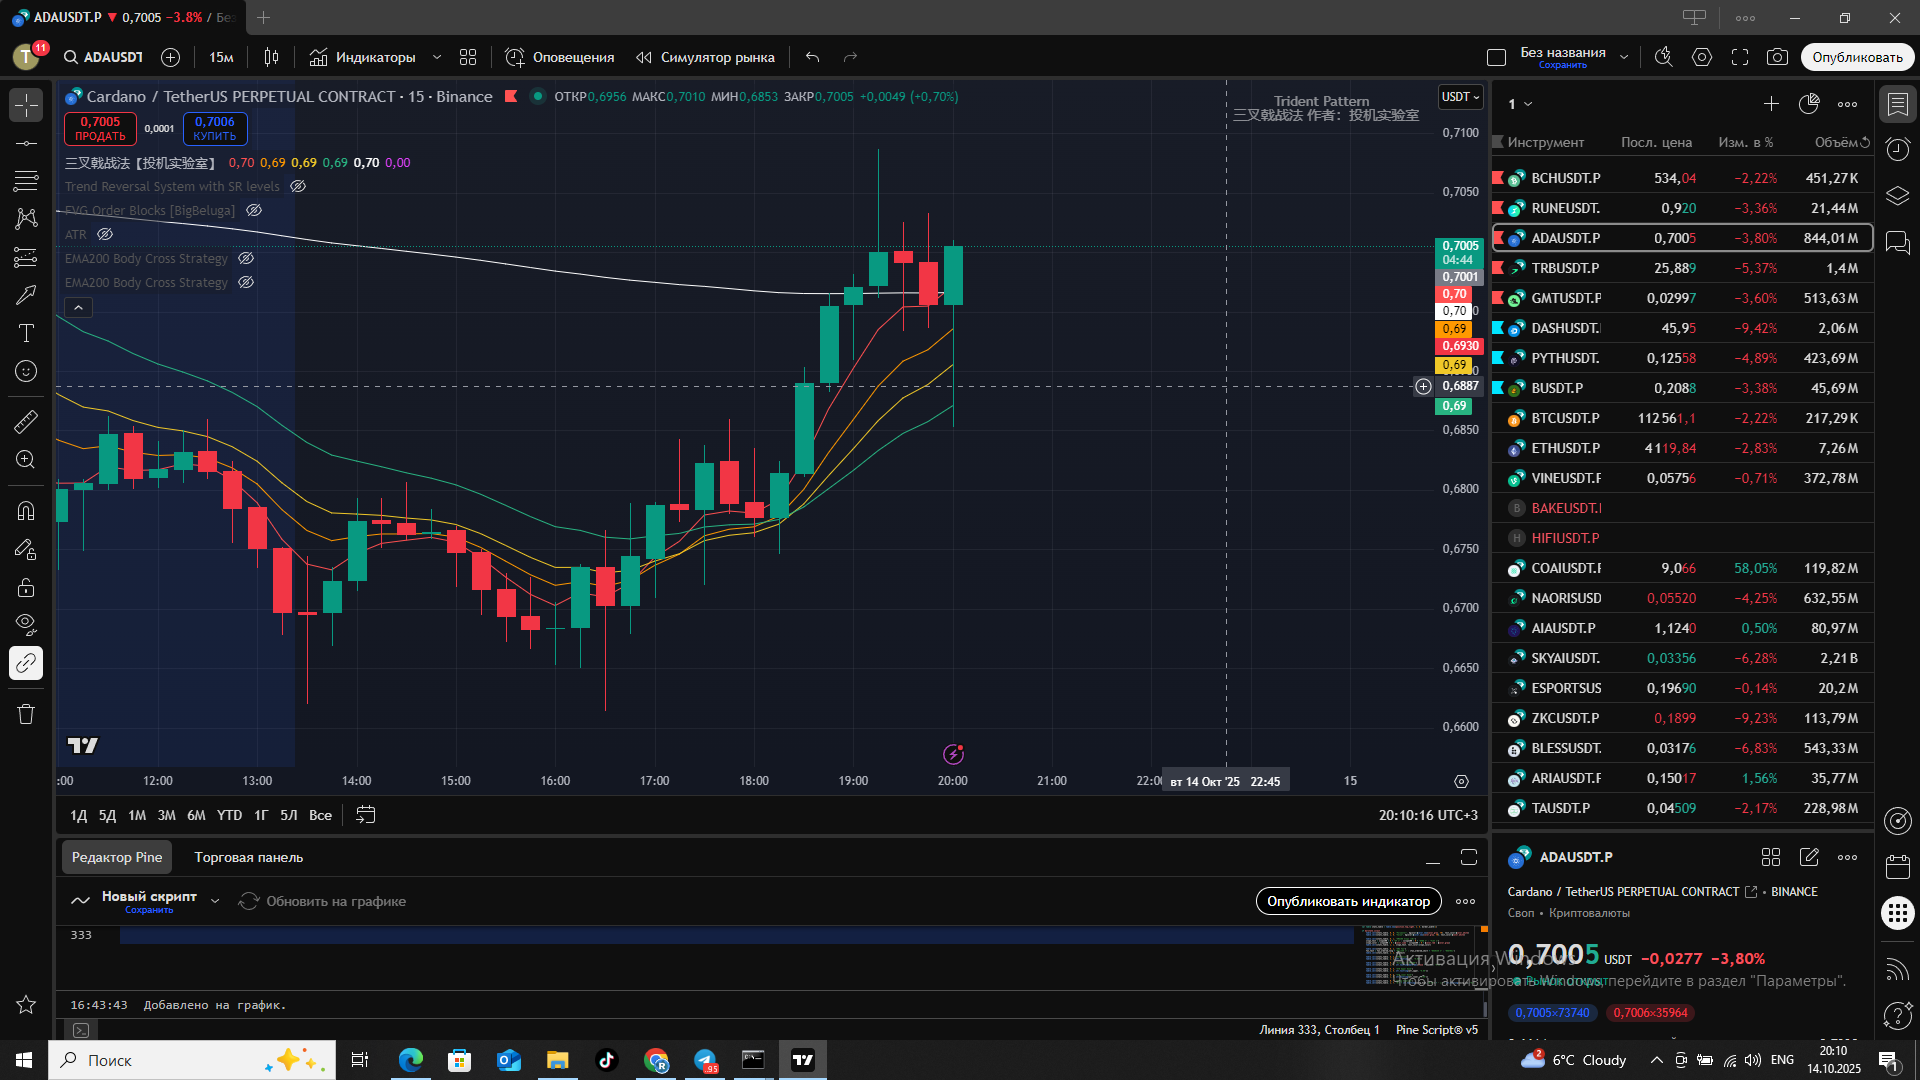 ADAUSDT.P ▼ 0,7005 −3.8% / Бе
T 11 ADAUSDT 15м Индикаторы Оповещения Симулятор рынка Без названия Сохранить Опубликовать
Cardano / TetherUS PERPETUAL CONTRACT · 15 · Binance ОТКР0,6956 МАКС0,7010 МИН0,6853 ЗАКР0,7005 +0,0049 (+0,70%)
Trident Pattern
三叉戟战法 作者：投机实验室
USDT
0,7005 ПРОДАТЬ 0,0001 0,7006 КУПИТЬ
三叉戟战法【投机实验室】 0,70 0,69 0,69 0,69 0,70 0,00
Trend Reversal System with SR levels
FVG Order Blocks [BigBeluga]
ATR
EMA200 Body Cross Strategy
EMA200 Body Cross Strategy
0,7100
0,7050
0,7005
04:44
0,7001
0,70
0,70
0,69
0,6930
0,69
0,6887
0,69
0,6850
0,6800
0,6750
0,6700
0,6650
0,6600
:00 12:00 13:00 14:00 15:00 16:00 17:00 18:00 19:00 20:00 21:00 22:0 вт 14 Окт '25 22:45 15
1Д 5Д 1М 3М 6М YTD 1Г 5Л Все 20:10:16 UTC+3
Редактор Pine Торговая панель
Новый скрипт Сохранить Обновить на графике Опубликовать индикатор
333
16:43:43 Добавлено на график.
Линия 333, Столбец 1 Pine Script® v5
1
Инструмент Посл. цена Изм. в % Объём
BCHUSDT.P 534,04 −2,22% 451,27 K
RUNEUSDT. 0,920 −3,36% 21,44 M
ADAUSDT.P 0,7005 −3,80% 844,01 M
TRBUSDT.P 25,889 −5,37% 1,4 M
GMTUSDT.P 0,02997 −3,60% 513,63 M
DASHUSDT. 45,95 −9,42% 2,06 M
PYTHUSDT. 0,12558 −4,89% 423,69 M
BUSDT.P 0,2088 −3,38% 45,69 M
BTCUSDT.P 112 561,1 −2,22% 217,29 K
ETHUSDT.P 4 119,84 −2,83% 7,26 M
VINEUSDT.F 0,05756 −0,71% 372,78 M
B BAKEUSDT.I
H HIFIUSDT.P
COAIUSDT.F 9,066 58,05% 119,82 M
NAORISUSD 0,05520 −4,25% 632,55 M
AIAUSDT.P 1,1240 0,50% 80,97 M
SKYAIUSDT. 0,03356 −6,28% 2,21 B
ESPORTSUS 0,19690 −0,14% 20,2 M
ZKCUSDT.P 0,1899 −9,23% 113,79 M
BLESSUSDT. 0,03176 −6,83% 543,33 M
ARIAUSDT.F 0,15017 1,56% 35,77 M
TAUSDT.P 0,04509 −2,17% 228,98 M
ADAUSDT.P
Cardano / TetherUS PERPETUAL CONTRACT • BINANCE
Своп • Криптовалюты
0,7005 USDT −0,0277 −3,80%
Активация Windows
Чтобы активировать Windows, перейдите в раздел "Параметры".
0,7005×73740 0,7006×35964
Поиск
.95
2 6°C Cloudy ENG 20:10
14.10.2025
1